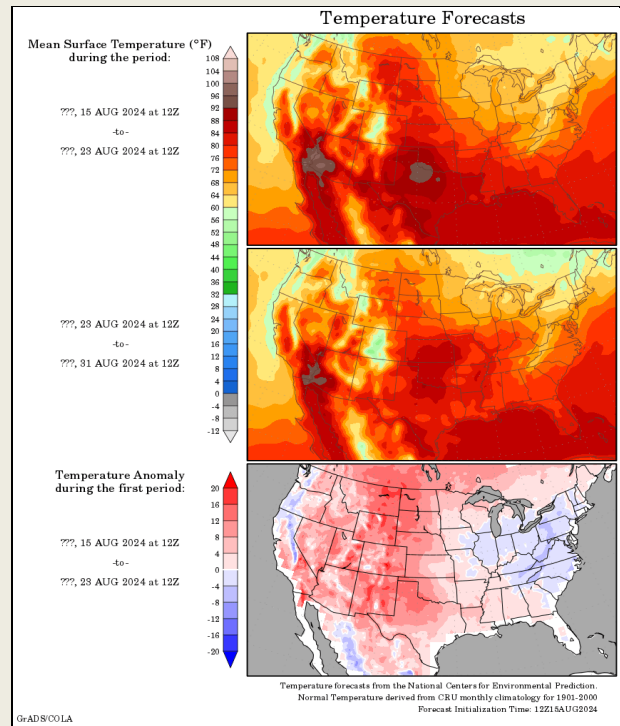 Temperature Forecasts
Mean Surface Temperature (°F)
during the period:
???, 15 AUG 2024 at 12Z
-to-
???, 23 AUG 2024 at 12Z
108
104
100
96
92
88
84
80
76
72
68
64
60
56
52
48
44
40
36
32
28
24
20
16
12
8
4
0
-4
-8
-12
???, 23 AUG 2024 at 12Z
-to-
???, 31 AUG 2024 at 12Z
Temperature Anomaly
during the first period:
???, 15 AUG 2024 at 12Z
-to-
???, 23 AUG 2024 at 12Z
20
16
12
8
4
0
-4
-8
-12
-16
-20
Temperature forecasts from the National Centers for Environmental Prediction.
Normal Temperature derived from CRU monthly climatology for 1901-2000
Forecast Initialization Time: 12Z15AUG2024
GrADS/COLA